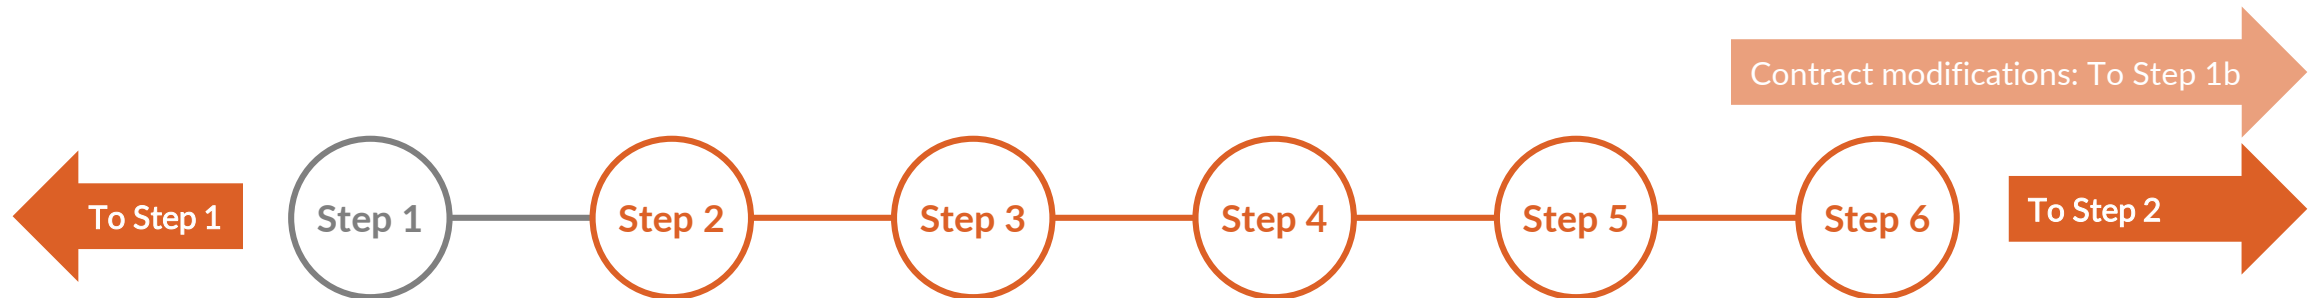 Contract modifications: To Step 1b
To Step 1
Step 1
Step 2
Step 3
Step 4
Step 5
Step 6
To Step 2